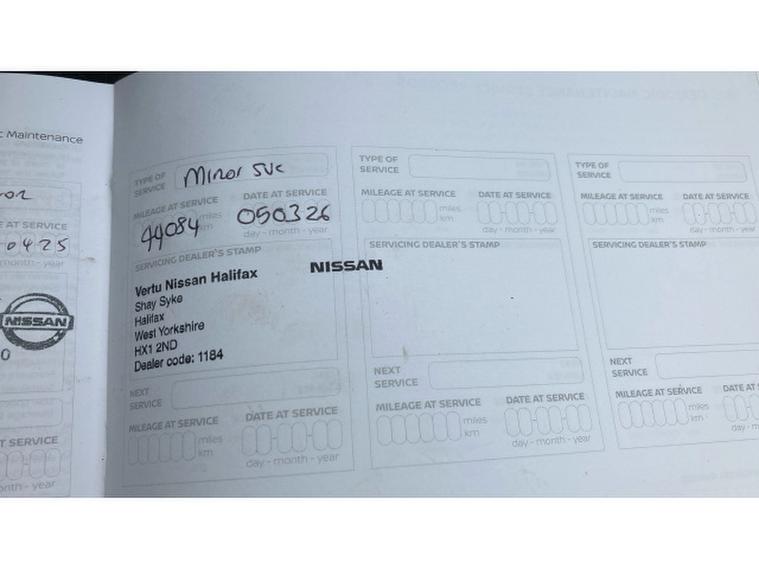 c Maintenance
AT SERVICE
0425
month - year
NISSAN
0
T SERVICE
onth - year
TYPE OF SERVICE Minor SVC
MILEAGE AT SERVICE DATE AT SERVICE
44084 miles km 050326
day - month - year
SERVICING DEALER'S STAMP
Vertu Nissan Halifax NISSAN
Shay Syke
Halifax
West Yorkshire
HX1 2ND
Dealer code: 1184
NEXT SERVICE
MILEAGE AT SERVICE DATE AT SERVICE
miles km
day - month - year
TYPE OF SERVICE
MILEAGE AT SERVICE DATE AT SERVICE
miles km
day - month - year
SERVICING DEALER'S STAMP
NEXT SERVICE
MILEAGE AT SERVICE DATE AT SERVICE
miles km
day - month - year
TYPE OF SERVICE
MILEAGE AT SERVICE DATE AT SERVICE
miles km
day - month - year
SERVICING DEALER'S STAMP
NEXT SERVICE
MILEAGE AT SERVICE DATE A
miles km
day - m